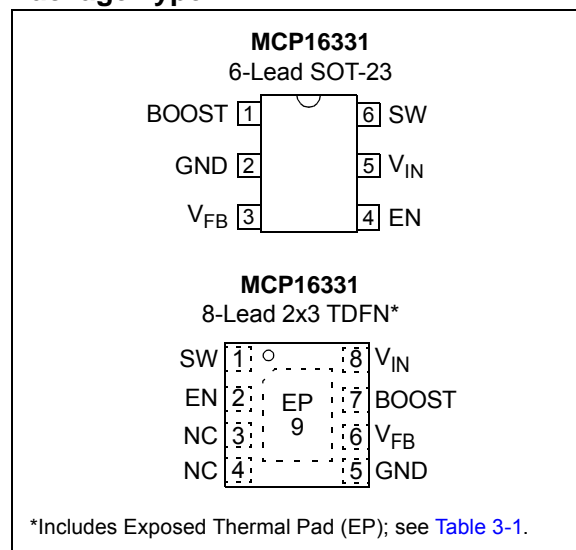 MCP16331
6-Lead SOT-23
BOOST 1 6 SW
GND 2 5 VIN
VFB 3 4 EN
MCP16331
8-Lead 2x3 TDFN*
SW 1 8 VIN
EN 2 EP 7 BOOST
NC 3 9 6 VFB
NC 4 5 GND
*Includes Exposed Thermal Pad (EP); see Table 3-1.